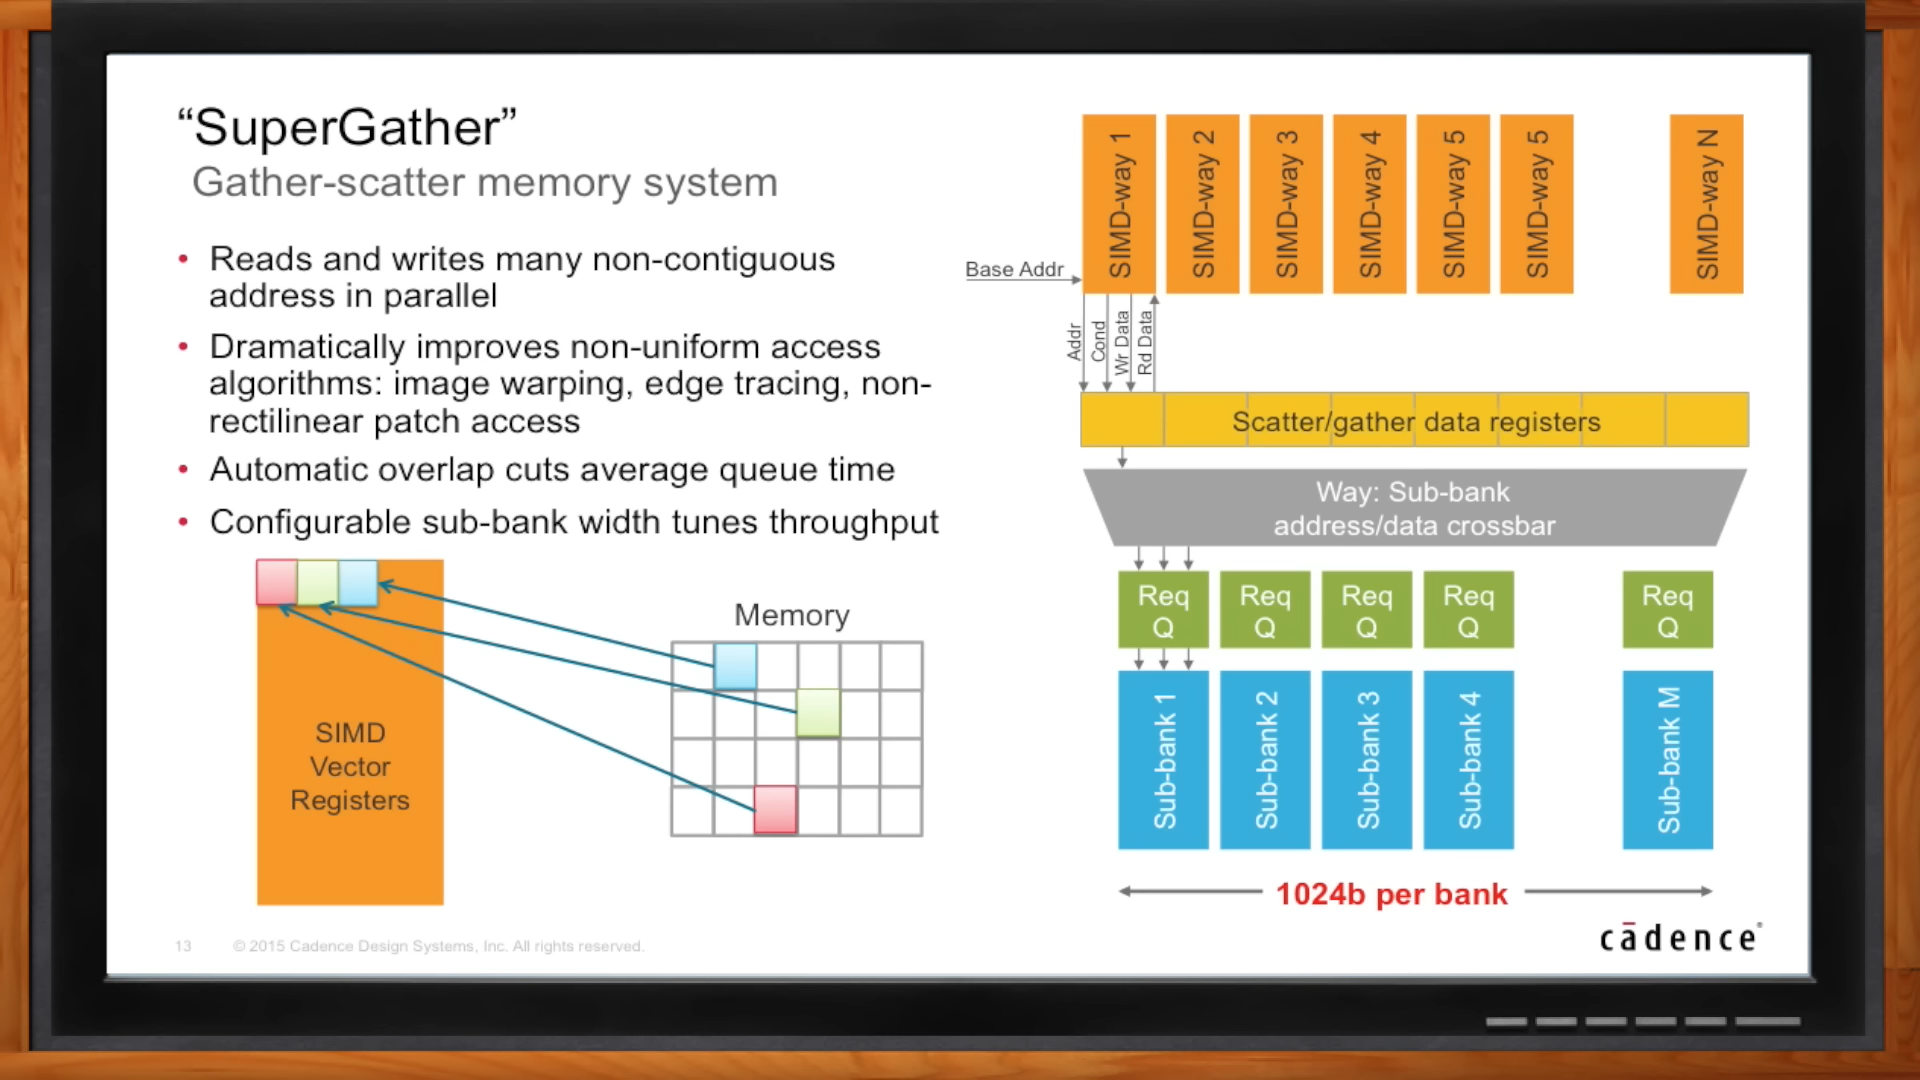 “SuperGather”
Gather-scatter memory system
• Reads and writes many non-contiguous
address in parallel
• Dramatically improves non-uniform access
algorithms: image warping, edge tracing, non-
rectilinear patch access
• Automatic overlap cuts average queue time
• Configurable sub-bank width tunes throughput
SIMD
Vector
Registers
Memory
SIMD-way 1
SIMD-way 2
SIMD-way 3
SIMD-way 4
SIMD-way 5
SIMD-way 5
SIMD-way N
Base Addr
Addr
Cond
Wr Data
Rd Data
Scatter/gather data registers
Way: Sub-bank
address/data crossbar
Req
Q
Req
Q
Req
Q
Req
Q
Req
Q
Sub-bank 1
Sub-bank 2
Sub-bank 3
Sub-bank 4
Sub-bank M
1024b per bank
13
© 2015 Cadence Design Systems, Inc. All rights reserved.
cādence®